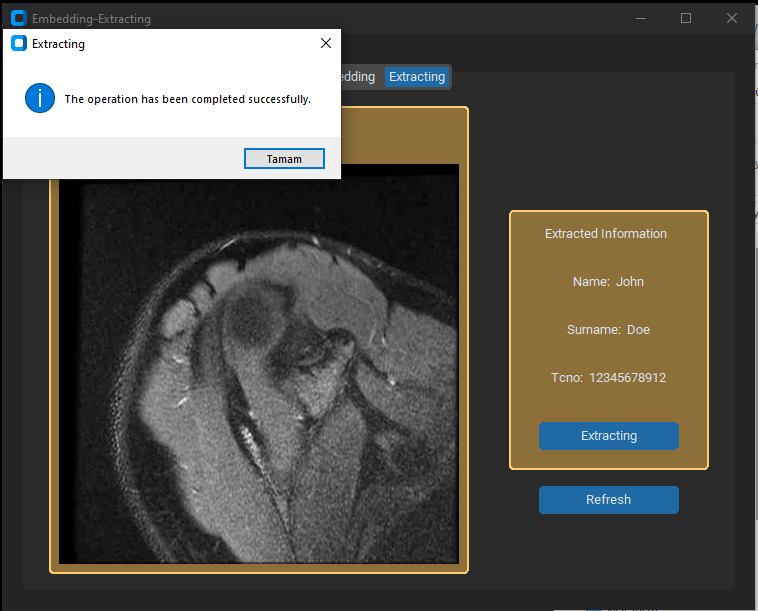 Embedding-Extracting
Extracting
The operation has been completed successfully.
Tamam
edding
Extracting
Extracted Information
Name: John
Surname: Doe
Tcno: 12345678912
Extracting
Refresh